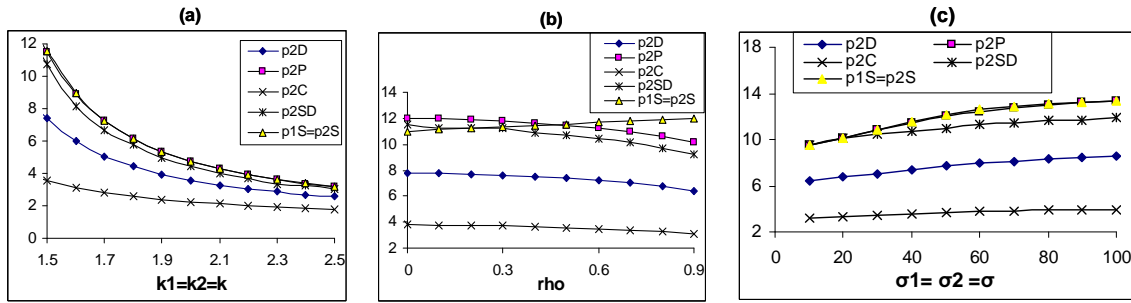 (a)
12
10
8
6
4
2
0
1.5 1.7 1.9 2.1 2.3 2.5
k1=k2=k
p2D
p2P
p2C
p2SD
p1S=p2S
(b)
14
12
10
8
6
4
2
0 0.3 0.6 0.9
rho
p2D
p2P
p2C
p2SD
p1S=p2S
(c)
18
14
10
6
2
0 20 40 60 80 100
σ1= σ2 =σ
p2D p2P
p2C p2SD
p1S=p2S